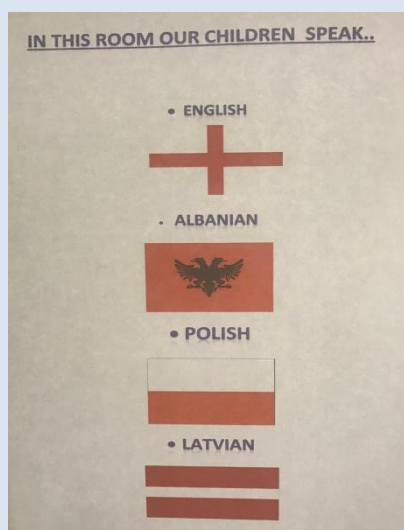 IN THIS ROOM OUR CHILDREN SPEAK..
• ENGLISH
• ALBANIAN
• POLISH
• LATVIAN